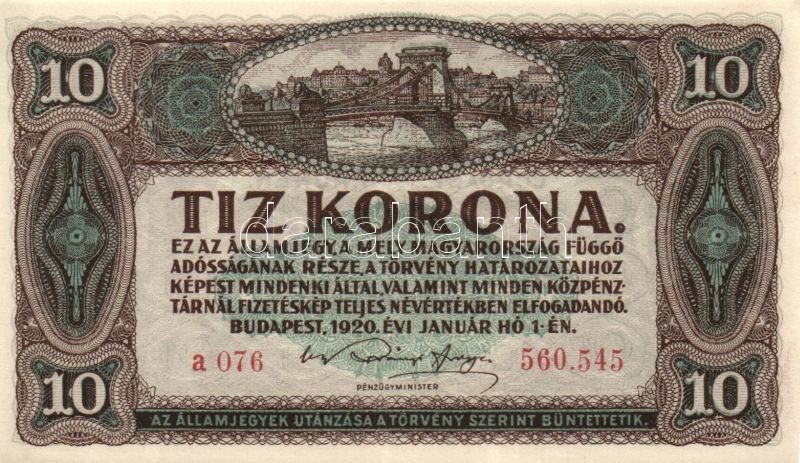 10 10
TIZ KORONA.
darabanth
EZ AZ ÁLLAMJEGY, A MELY MAGYARORSZÁG FÜGGŐ
ADÓSSÁGÁNAK RÉSZE, A TÖRVÉNY HATÁROZATAIHOZ
KÉPEST MINDENKI ÁLTAL, VALAMINT MINDEN KÖZPÉNZ-
TÁRNÁL FIZETÉSKÉP TELJES NÉVÉRTÉKBEN ELFOGADANDÓ.
BUDAPEST, 1920. ÉVI JANUÁR HÓ 1-ÉN.
a 076 560.545
PÉNZÜGYMINISTER
10 10
AZ ÁLLAMJEGYEK UTÁNZÁSA A TÖRVÉNY SZERINT BÜNTETTETIK.